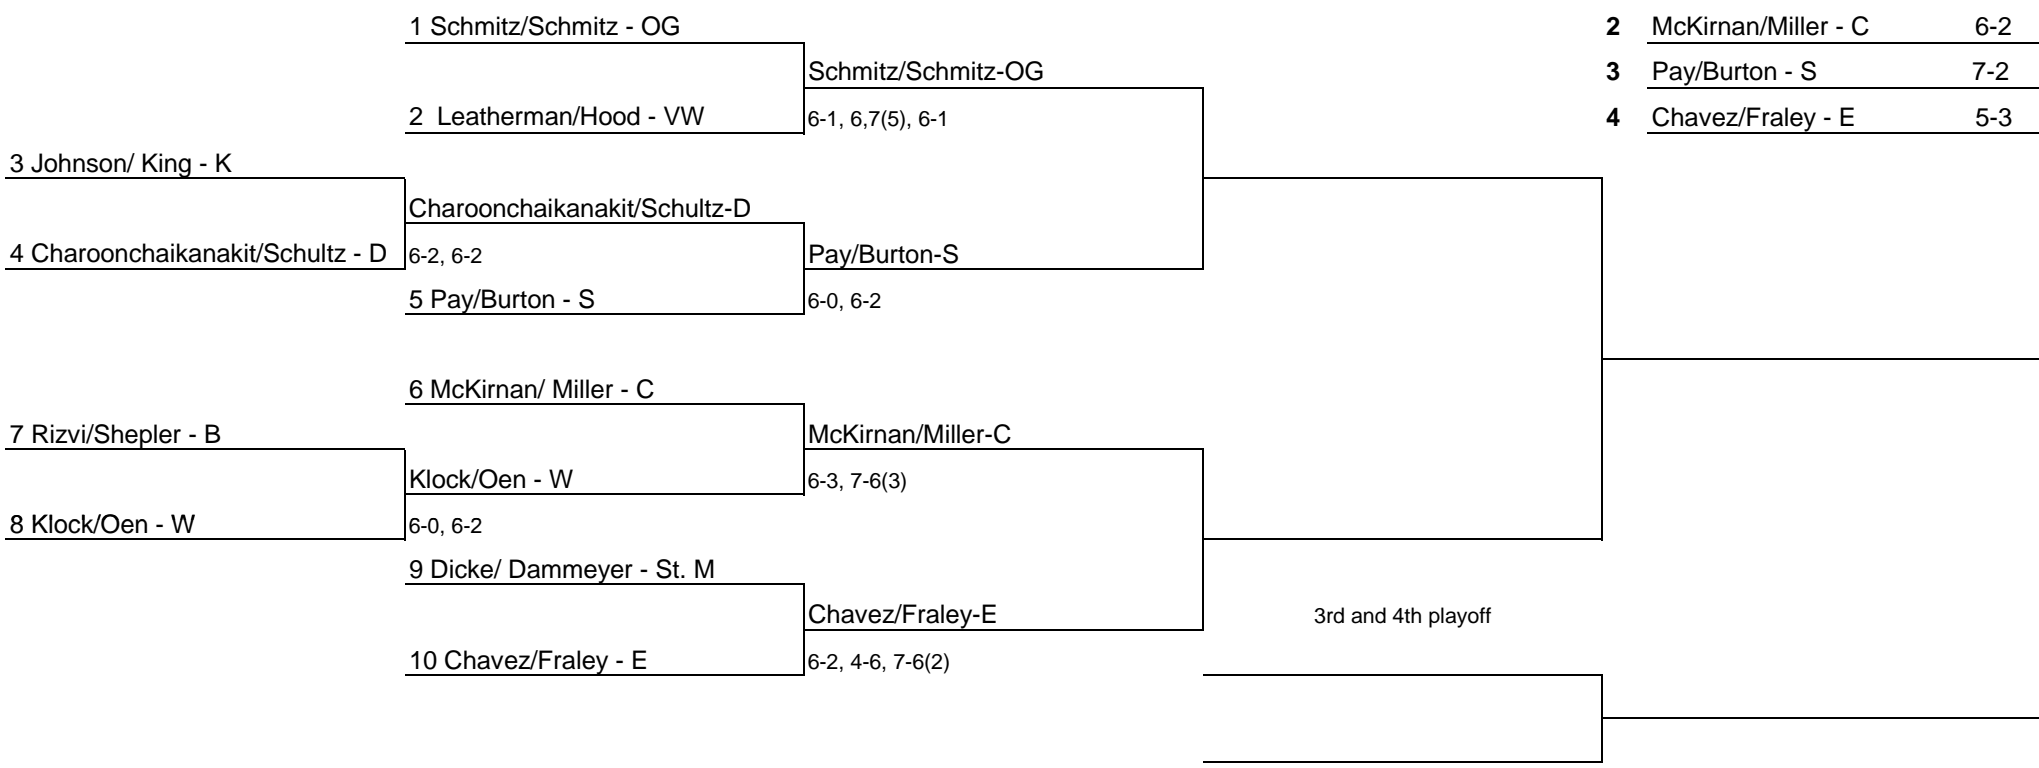 1 Schmitz/Schmitz - OG
2 McKirnan/Miller - C 6-2
Schmitz/Schmitz-OG
3 Pay/Burton - S 7-2
2 Leatherman/Hood - VW
6-1, 6,7(5), 6-1
4 Chavez/Fraley - E 5-3
3 Johnson/ King - K
Charoonchaikanakit/Schultz-D
4 Charoonchaikanakit/Schultz - D
6-2, 6-2
Pay/Burton-S
5 Pay/Burton - S
6-0, 6-2
6 McKirnan/ Miller - C
7 Rizvi/Shepler - B
McKirnan/Miller-C
Klock/Oen - W
6-3, 7-6(3)
8 Klock/Oen - W
6-0, 6-2
9 Dicke/ Dammeyer - St. M
Chavez/Fraley-E
3rd and 4th playoff
10 Chavez/Fraley - E
6-2, 4-6, 7-6(2)